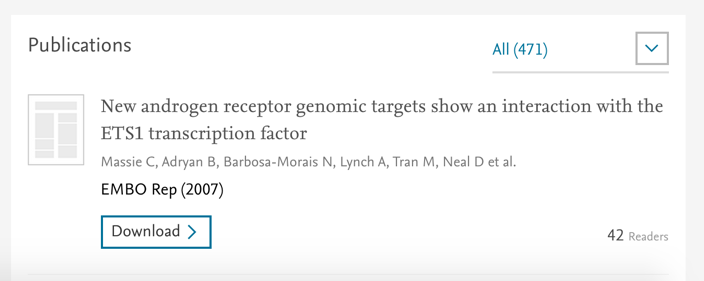 Publications
All (471)
New androgen receptor genomic targets show an interaction with the
ETS1 transcription factor
Massie C, Adryan B, Barbosa-Morais N, Lynch A, Tran M, Neal D et al.
EMBO Rep (2007)
Download
42 Readers